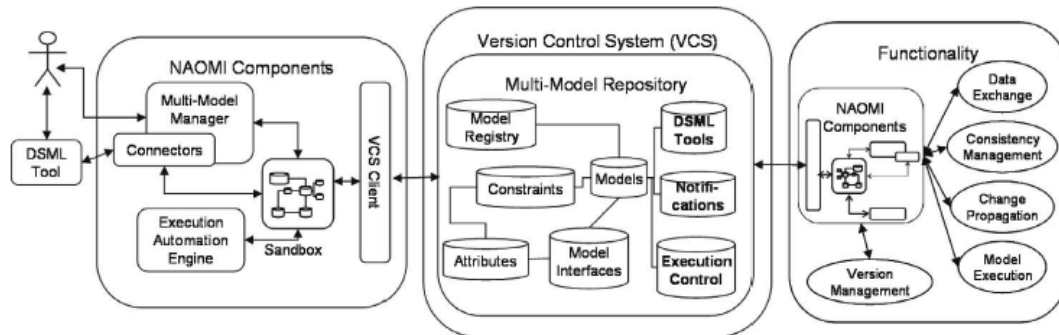 NAOMI Components
Multi-Model
Manager
Connectors
DSML
Tool
Execution
Automation
Engine
Sandbox
VCS Client
Version Control System (VCS)
Multi-Model Repository
Model
Registry
DSML
Tools
Constraints
Models
Notifi-
cations
Attributes
Model
Interfaces
Execution
Control
Functionality
NAOMI
Components
Data
Exchange
Consistency
Management
Change
Propagation
Model
Execution
Version
Management